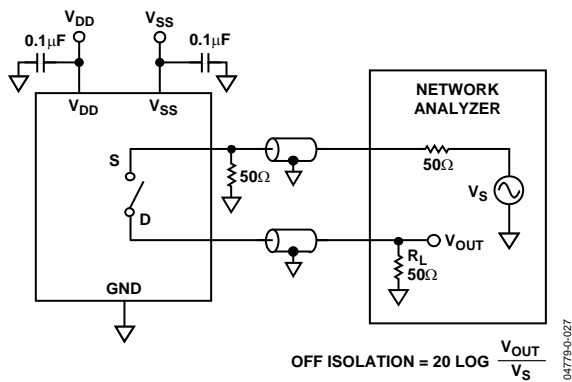 VDD
VSS
0.1μF
0.1μF
VDD
VSS
NETWORK
ANALYZER
S
50Ω
50Ω
VS
D
VOUT
RL
50Ω
GND
OFF ISOLATION = 20 LOG VOUT
VS
04779-0-027